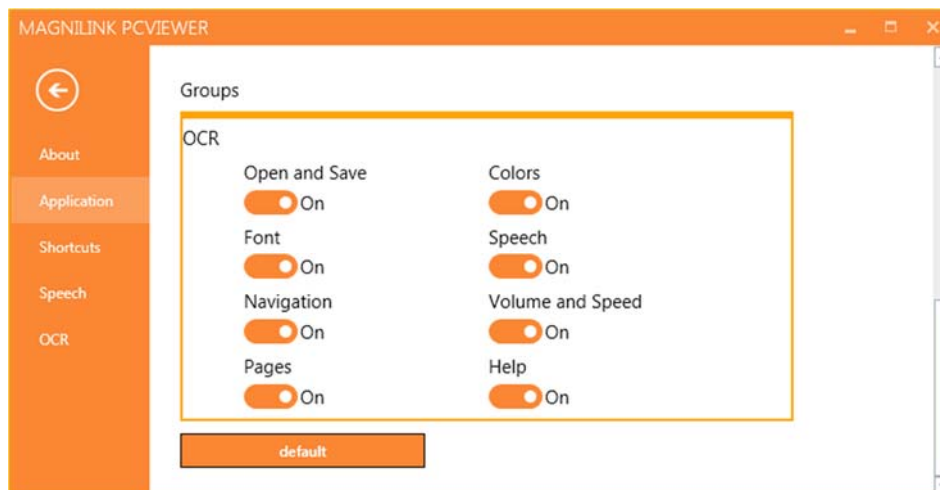 MAGNILINK PCVIEWER
About
Application
Shortcuts
Speech
OCR
Groups
OCR
Open and Save
On
Colors
On
Font
On
Speech
On
Navigation
On
Volume and Speed
On
Pages
On
Help
On
default